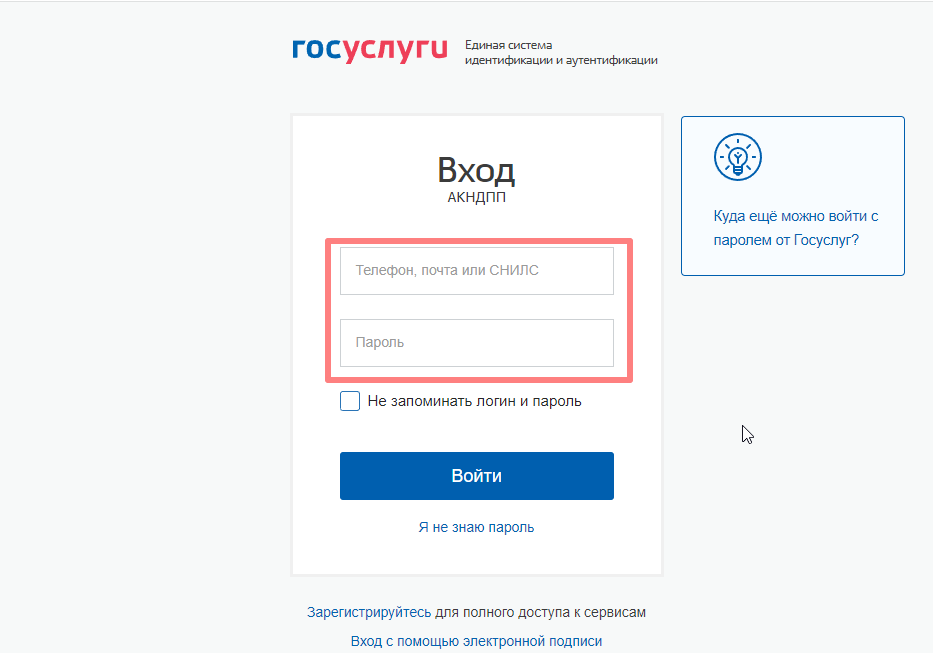 госуслуги
Единая система
идентификации и аутентификации
Вход
АКНДПП
Телефон, почта или СНИЛС
Пароль
Не запоминать логин и пароль
Войти
Я не знаю пароль
Куда ещё можно войти с
паролем от Госуслуг?
Зарегистрируйтесь для полного доступа к сервисам
Вход с помощью электронной подписи